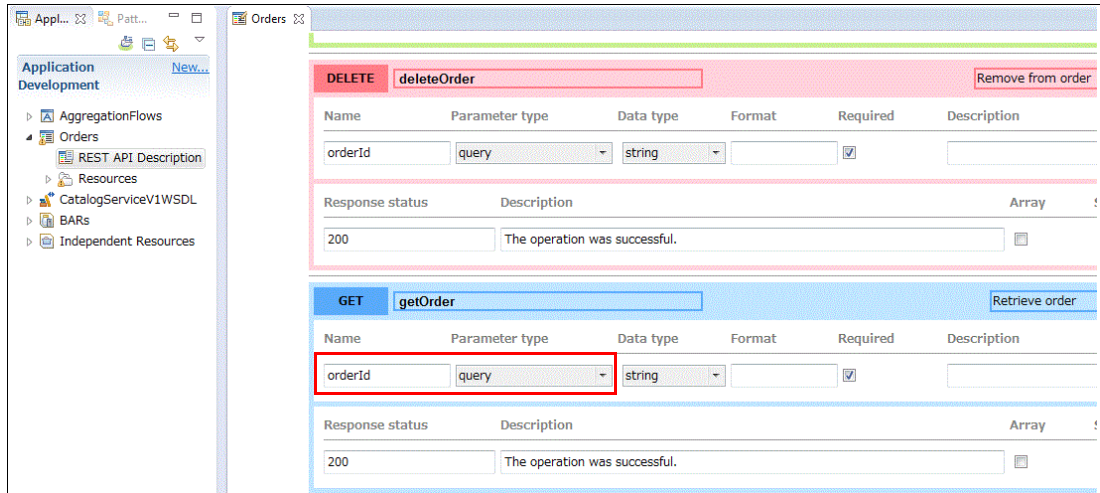 Appl...
Patt...
Orders
Application Development
New...
AggregationFlows
Orders
REST API Description
Resources
CatalogServiceV1WSDL
BARs
Independent Resources
DELETE
deleteOrder
Remove from order
Name Parameter type Data type Format Required Description
orderId query string
Response status Description Array
200 The operation was successful.
GET
getOrder
Retrieve order
Name Parameter type Data type Format Required Description
orderId query string
Response status Description Array
200 The operation was successful.